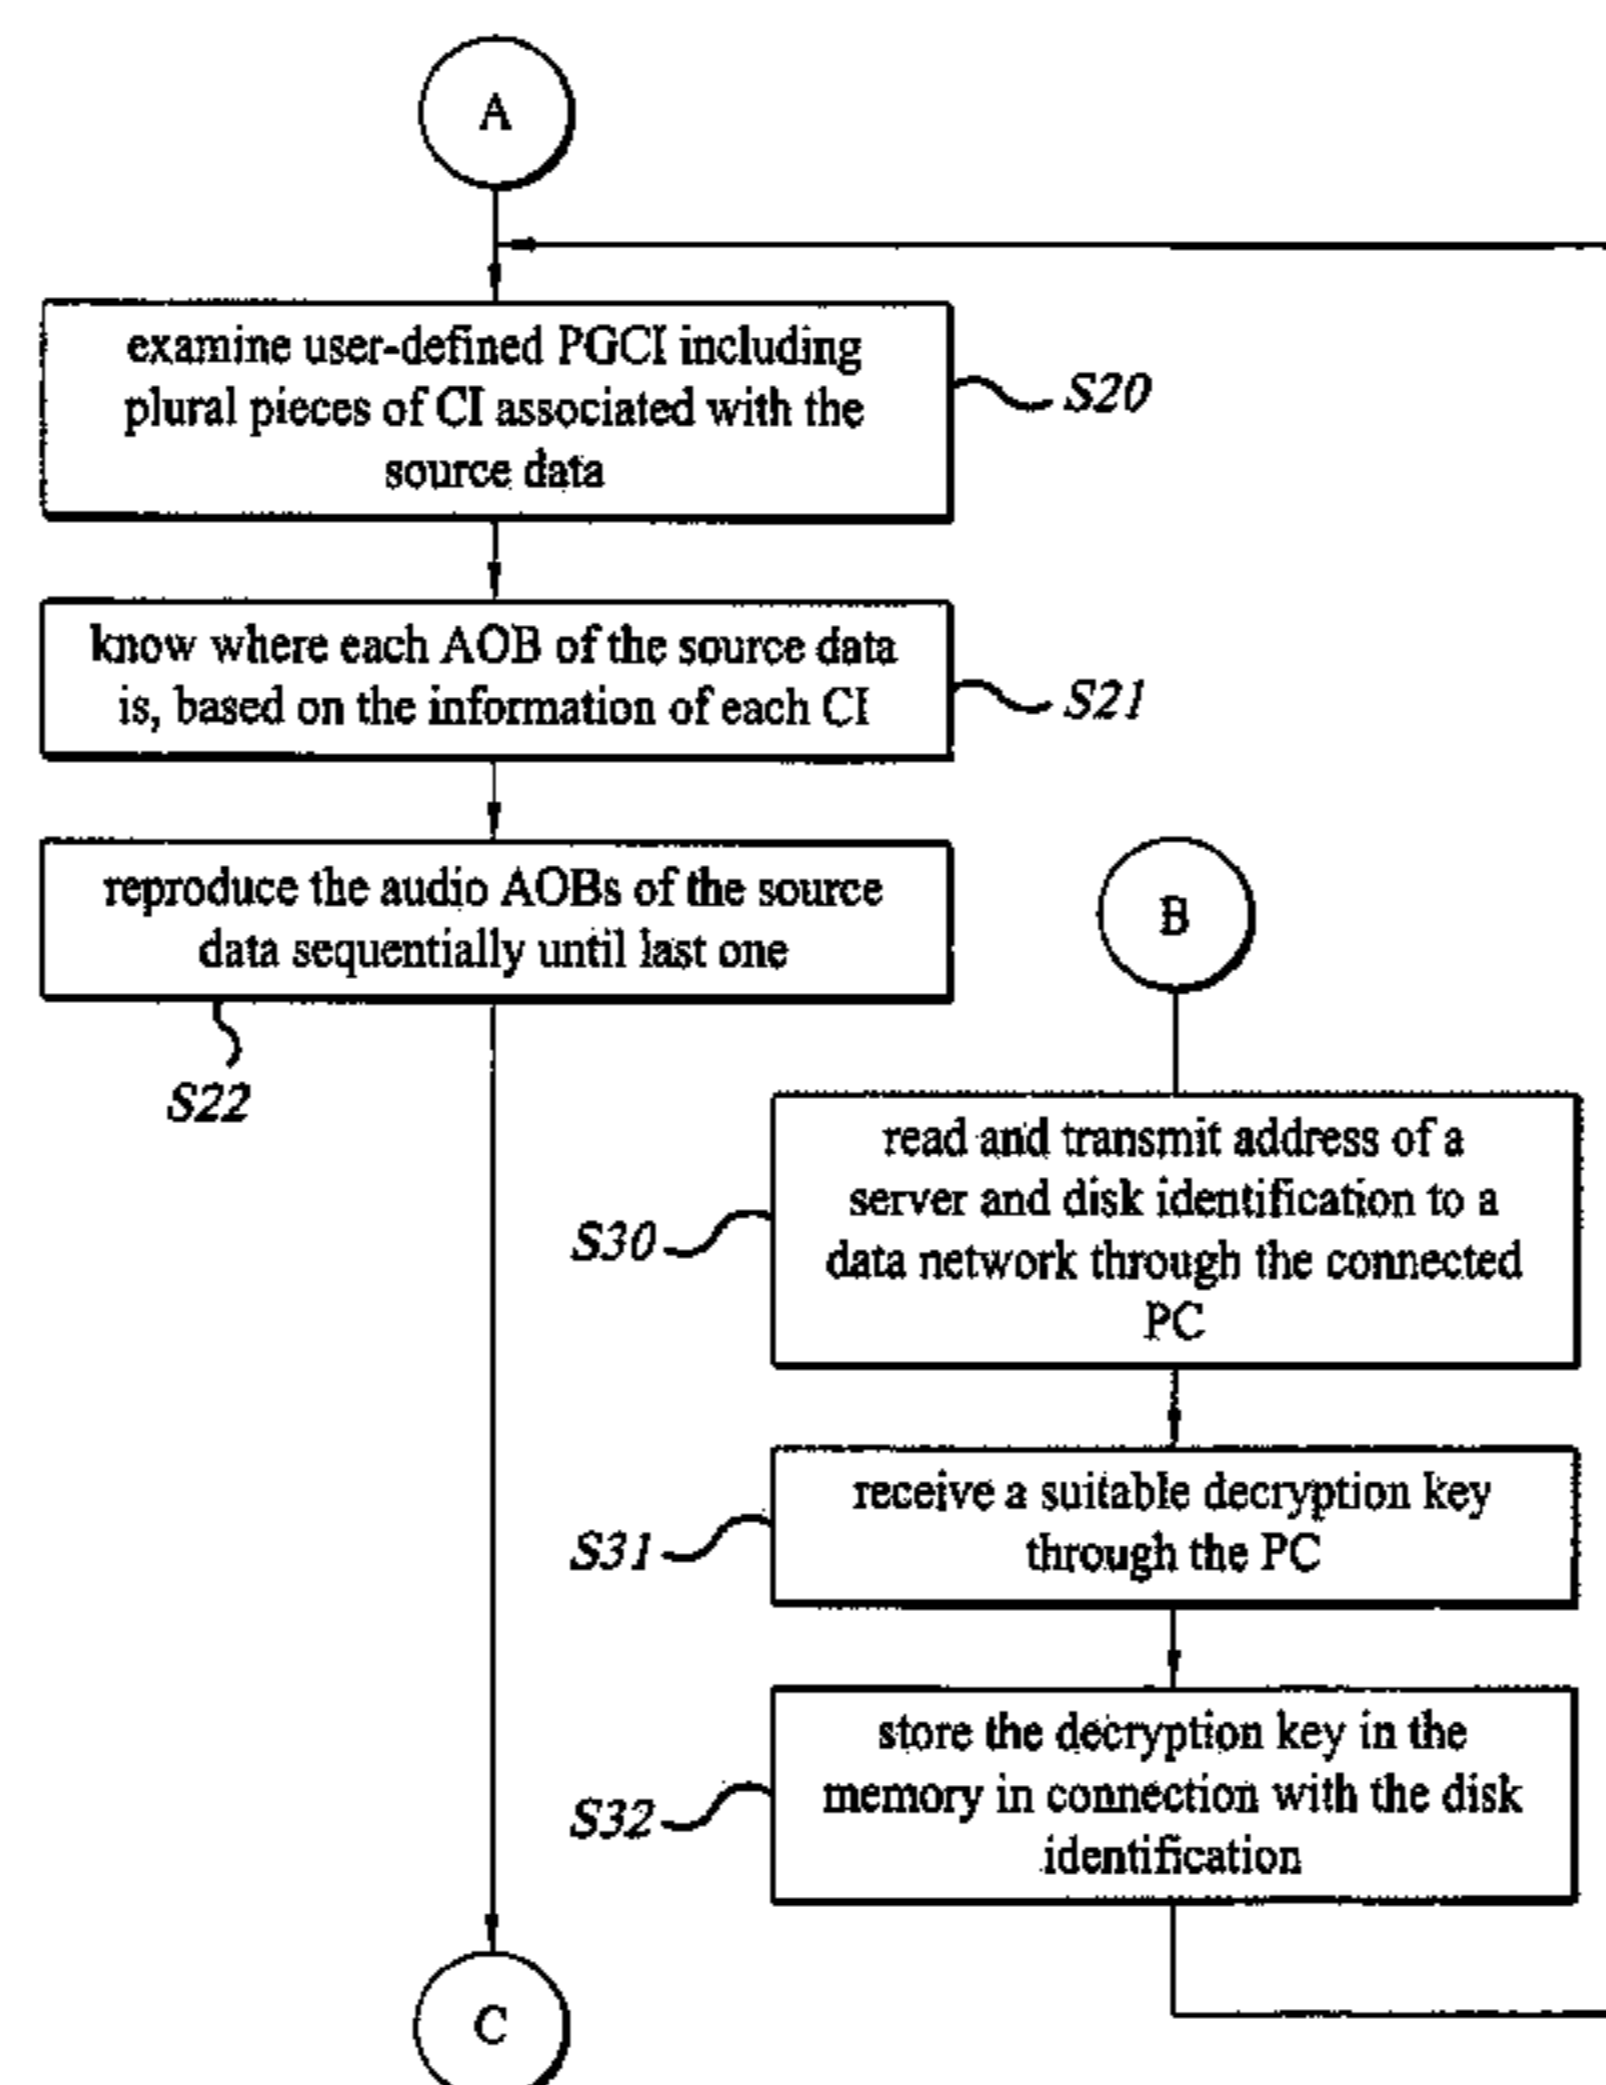 A
examine user-defined PGCI including
plural pieces of CI associated with the
source data
S20
know where each AOB of the source data
is, based on the information of each CI
S21
reproduce the audio AOBs of the source
data sequentially until last one
S22
B
read and transmit address of a
server and disk identification to a
data network through the connected
PC
S30
receive a suitable decryption key
through the PC
S31
store the decryption key in the
memory in connection with the disk
identification
S32
C